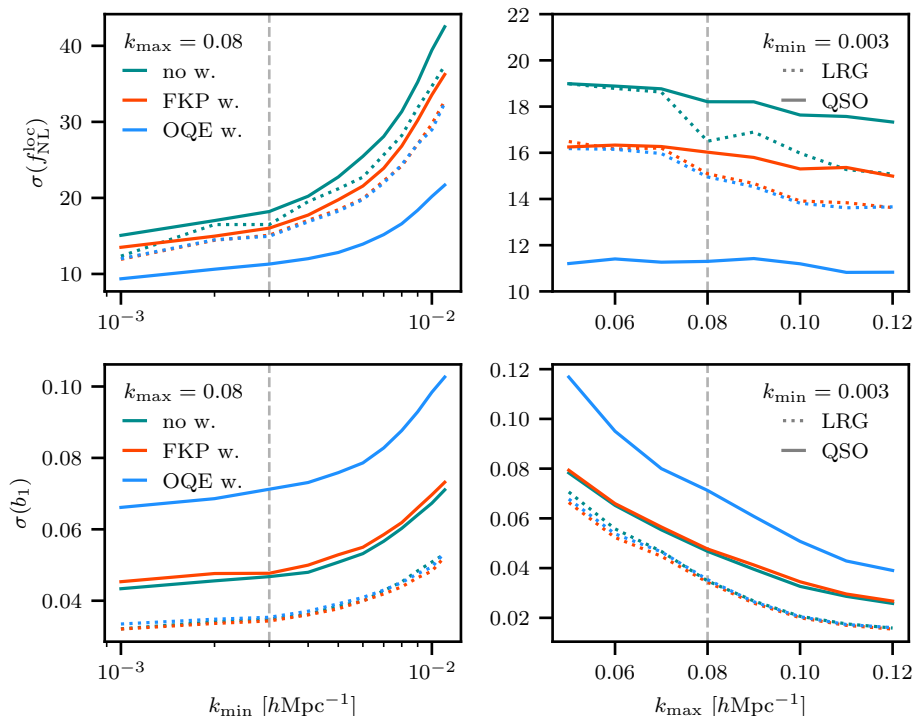 σ(f_NL^loc)
40
30
20
10
k_max = 0.08
no w.
FKP w.
OQE w.
10^−3
10^−2
22
20
18
16
14
12
10
k_min = 0.003
LRG
QSO
0.06
0.08
0.10
0.12
σ(b_1)
0.10
0.08
0.06
0.04
k_max = 0.08
no w.
FKP w.
OQE w.
10^−3
10^−2
k_min [hMpc^−1]
0.12
0.10
0.08
0.06
0.04
0.02
k_min = 0.003
LRG
QSO
0.06
0.08
0.10
0.12
k_max [hMpc^−1]